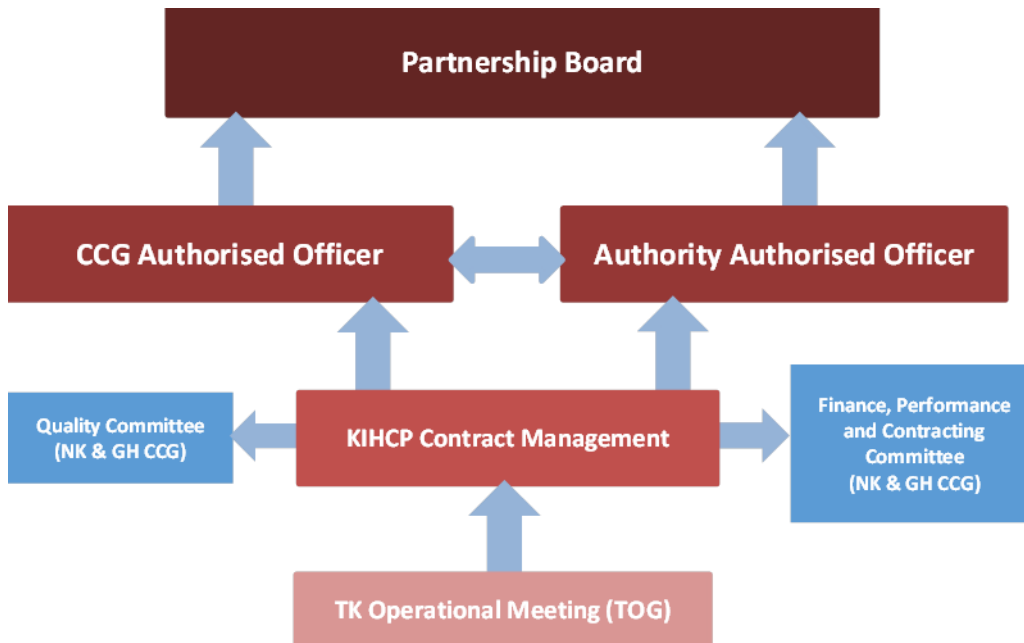 Partnership Board
CCG Authorised Officer
Authority Authorised Officer
Quality Committee
(NK & GH CCG)
KIHCP Contract Management
Finance, Performance
and Contracting
Committee
(NK & GH CCG)
TK Operational Meeting (TOG)